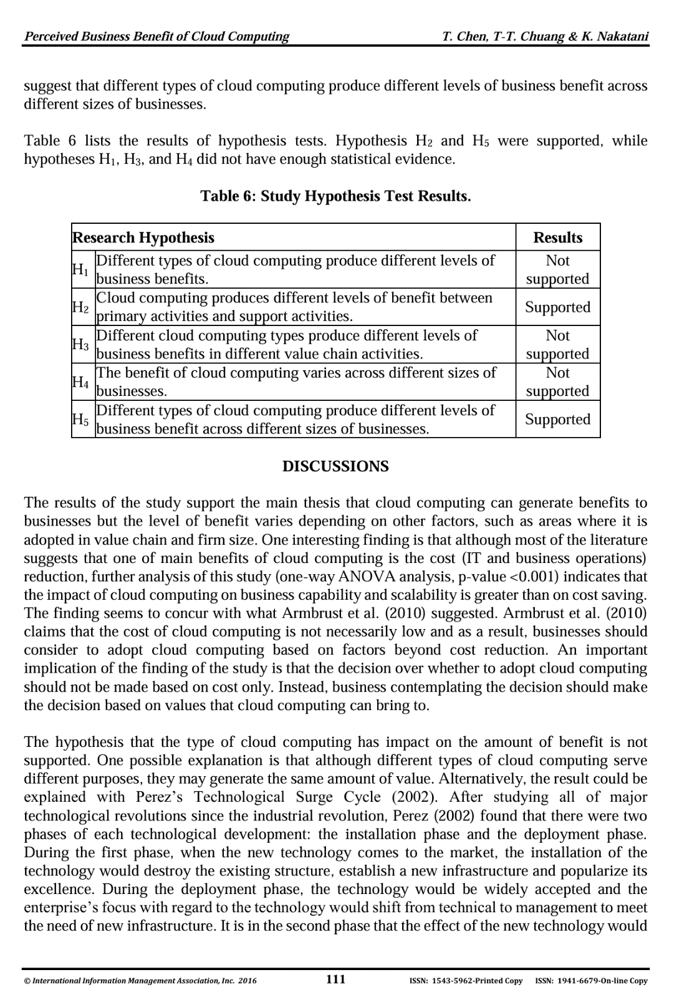 Perceived Business Benefit of Cloud Computing T. Chen, T-T. Chuang & K. Nakatani
suggest that different types of cloud computing produce different levels of business benefit across
different sizes of businesses.
Table 6 lists the results of hypothesis tests. Hypothesis H₂ and H₅ were supported, while
hypotheses H₁, H₃, and H₄ did not have enough statistical evidence.
Table 6: Study Hypothesis Test Results.
Research Hypothesis Results
H₁ Different types of cloud computing produce different levels of
business benefits.
Not
supported
H₂ Cloud computing produces different levels of benefit between
primary activities and support activities.
Supported
H₃ Different cloud computing types produce different levels of
business benefits in different value chain activities.
Not
supported
H₄ The benefit of cloud computing varies across different sizes of
businesses.
Not
supported
H₅ Different types of cloud computing produce different levels of
business benefit across different sizes of businesses.
Supported
DISCUSSIONS
The results of the study support the main thesis that cloud computing can generate benefits to
businesses but the level of benefit varies depending on other factors, such as areas where it is
adopted in value chain and firm size. One interesting finding is that although most of the literature
suggests that one of main benefits of cloud computing is the cost (IT and business operations)
reduction, further analysis of this study (one-way ANOVA analysis, p-value <0.001) indicates that
the impact of cloud computing on business capability and scalability is greater than on cost saving.
The finding seems to concur with what Armbrust et al. (2010) suggested. Armbrust et al. (2010)
claims that the cost of cloud computing is not necessarily low and as a result, businesses should
consider to adopt cloud computing based on factors beyond cost reduction. An important
implication of the finding of the study is that the decision over whether to adopt cloud computing
should not be made based on cost only. Instead, business contemplating the decision should make
the decision based on values that cloud computing can bring to.
The hypothesis that the type of cloud computing has impact on the amount of benefit is not
supported. One possible explanation is that although different types of cloud computing serve
different purposes, they may generate the same amount of value. Alternatively, the result could be
explained with Perez’s Technological Surge Cycle (2002). After studying all of major
technological revolutions since the industrial revolution, Perez (2002) found that there were two
phases of each technological development: the installation phase and the deployment phase.
During the first phase, when the new technology comes to the market, the installation of the
technology would destroy the existing structure, establish a new infrastructure and popularize its
excellence. During the deployment phase, the technology would be widely accepted and the
enterprise’s focus with regard to the technology would shift from technical to management to meet
the need of new infrastructure. It is in the second phase that the effect of the new technology would
© International Information Management Association, Inc. 2016 111 ISSN: 1543-5962-Printed Copy ISSN: 1941-6679-On-line Copy